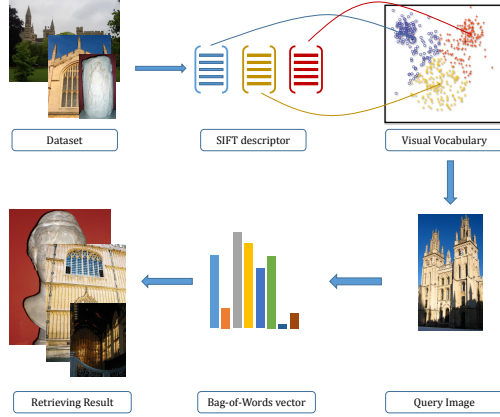 Dataset
SIFT descriptor
Visual Vocabulary
Retrieving Result
Bag-of-Words vector
Query Image